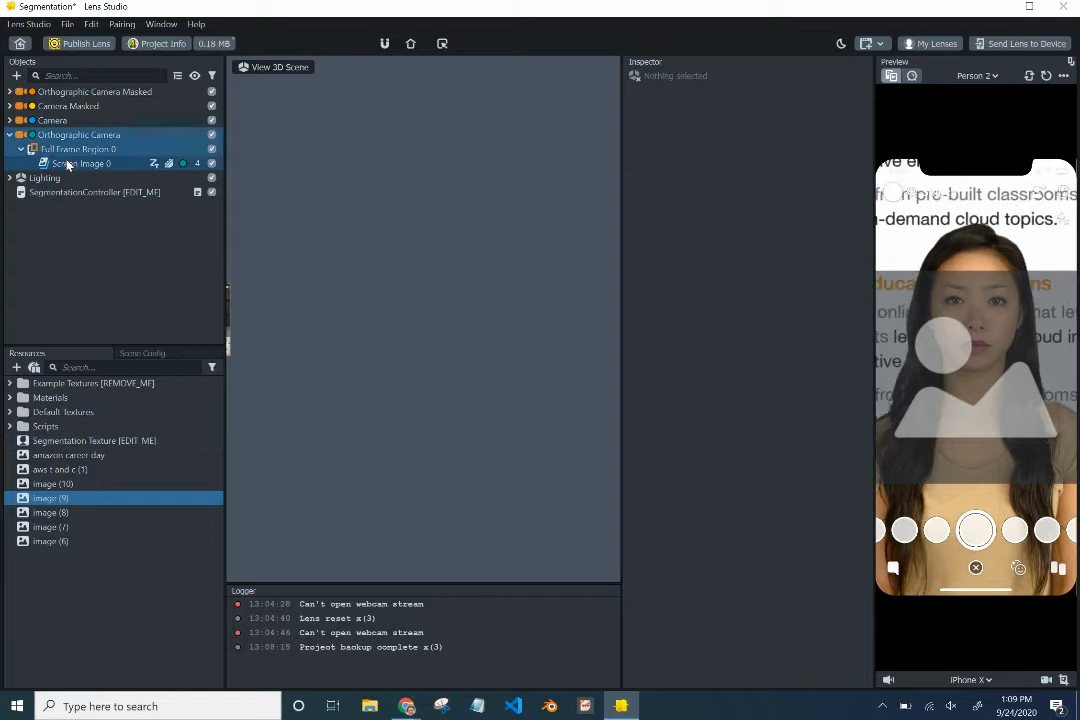 Segmentation* Lens Studio
Lens Studio File Edit Pairing Window Help
Publish Lens Project Info 0.18 MB My Lenses Send Lens to Device
Objects
Search...
Orthographic Camera Masked
Camera Masked
Camera
Orthographic Camera
Full Frame Region 0
Screen Image 0 4
Lighting
SegmentationController [EDIT_ME]
View 3D Scene
Inspector
Nothing selected
Preview
Person 2
from pre-built classrooms
-demand cloud topics.
Resources Scene Config
Search...
Example Textures [REMOVE_ME]
Materials
Default Textures
Scripts
Segmentation Texture [EDIT ME]
amazon career day
aws t and c (1)
image (10)
image (9)
image (8)
image (7)
image (6)
Logger
13:04:28 Can't open webcam stream
13:04:40 Lens reset x(3)
13:04:46 Can't open webcam stream
13:08:15 Project backup complete x(3)
iPhone X
Type here to search
1:09 PM
9/24/2020
2